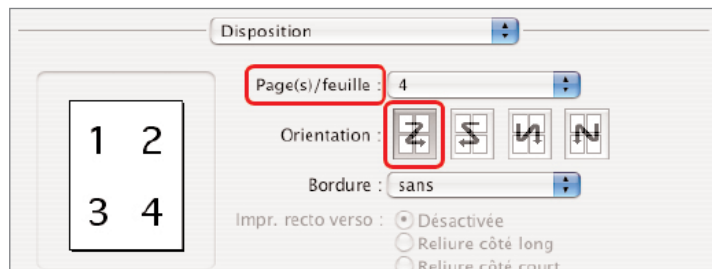 Disposition
Page(s)/feuille : 4
1 2
3 4
Orientation :
Bordure : sans
Impr. recto verso : Désactivée
Reliure côté long
Reliure côté court